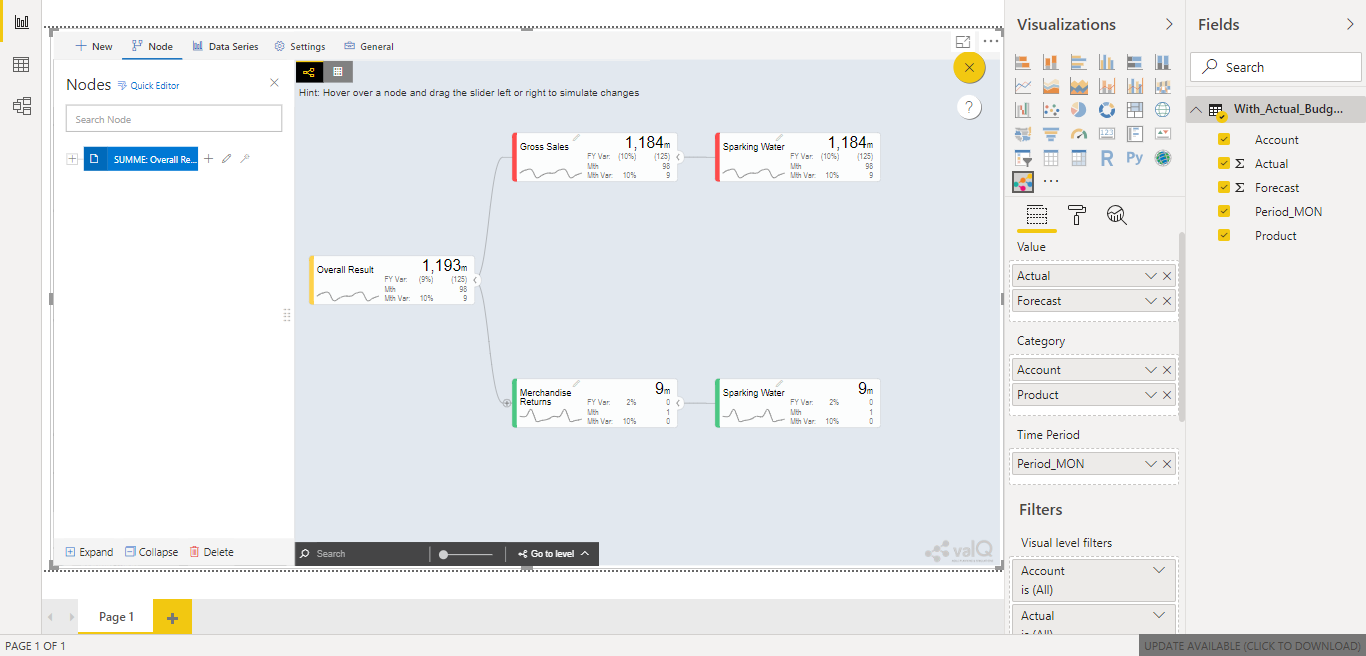 New
Node
Data Series
Settings
General
Nodes
Quick Editor
Search Node
SUMME: Overall Re...
Hint: Hover over a node and drag the slider left or right to simulate changes
?
Gross Sales
1,184m
FY Var: (10%) (125)
Mth 98
Mth Var: 10% 9
Sparking Water
1,184m
FY Var: (10%) (125)
Mth 98
Mth Var: 10% 9
Overall Result
1,193m
FY Var: (9%) (125)
Mth 98
Mth Var: 10% 9
Merchandise
Returns
9m
FY Var: 2% 0
Mth 1
Mth Var: 10% 0
Sparking Water
9m
FY Var: 2% 0
Mth 1
Mth Var: 10% 0
Expand
Collapse
Delete
Search
Go to level
valQ
Page 1
PAGE 1 OF 1
Visualizations
123
R
Py
Value
Actual
Forecast
Category
Account
Product
Time Period
Period_MON
Filters
Visual level filters
Account
is (All)
Actual
is (All)
Fields
Search
With_Actual_Budg...
Account
Σ Actual
Σ Forecast
Period_MON
Product
UPDATE AVAILABLE (CLICK TO DOWNLOAD)